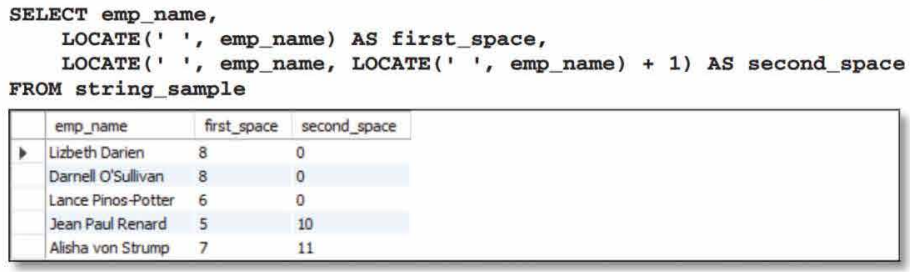 SELECT emp_name,
    LOCATE(' ', emp_name) AS first_space,
    LOCATE(' ', emp_name, LOCATE(' ', emp_name) + 1) AS second_space
FROM string_sample
emp_name first_space second_space
Lizbeth Darien 8 0
Darnell O'Sullivan 8 0
Lance Pinos-Potter 6 0
Jean Paul Renard 5 10
Alisha von Strump 7 11